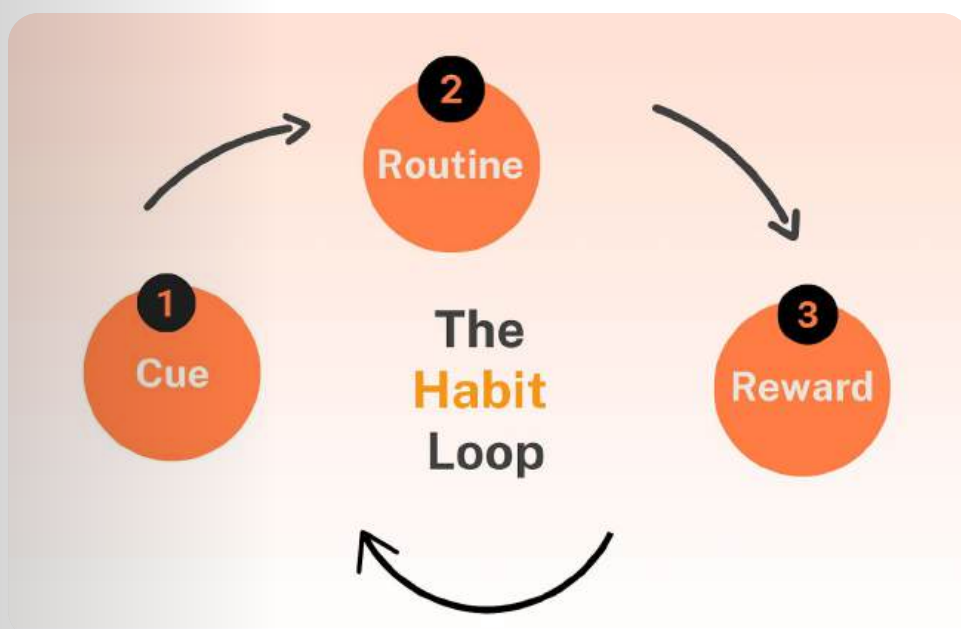 1
Cue
2
Routine
3
Reward
The
Habit
Loop